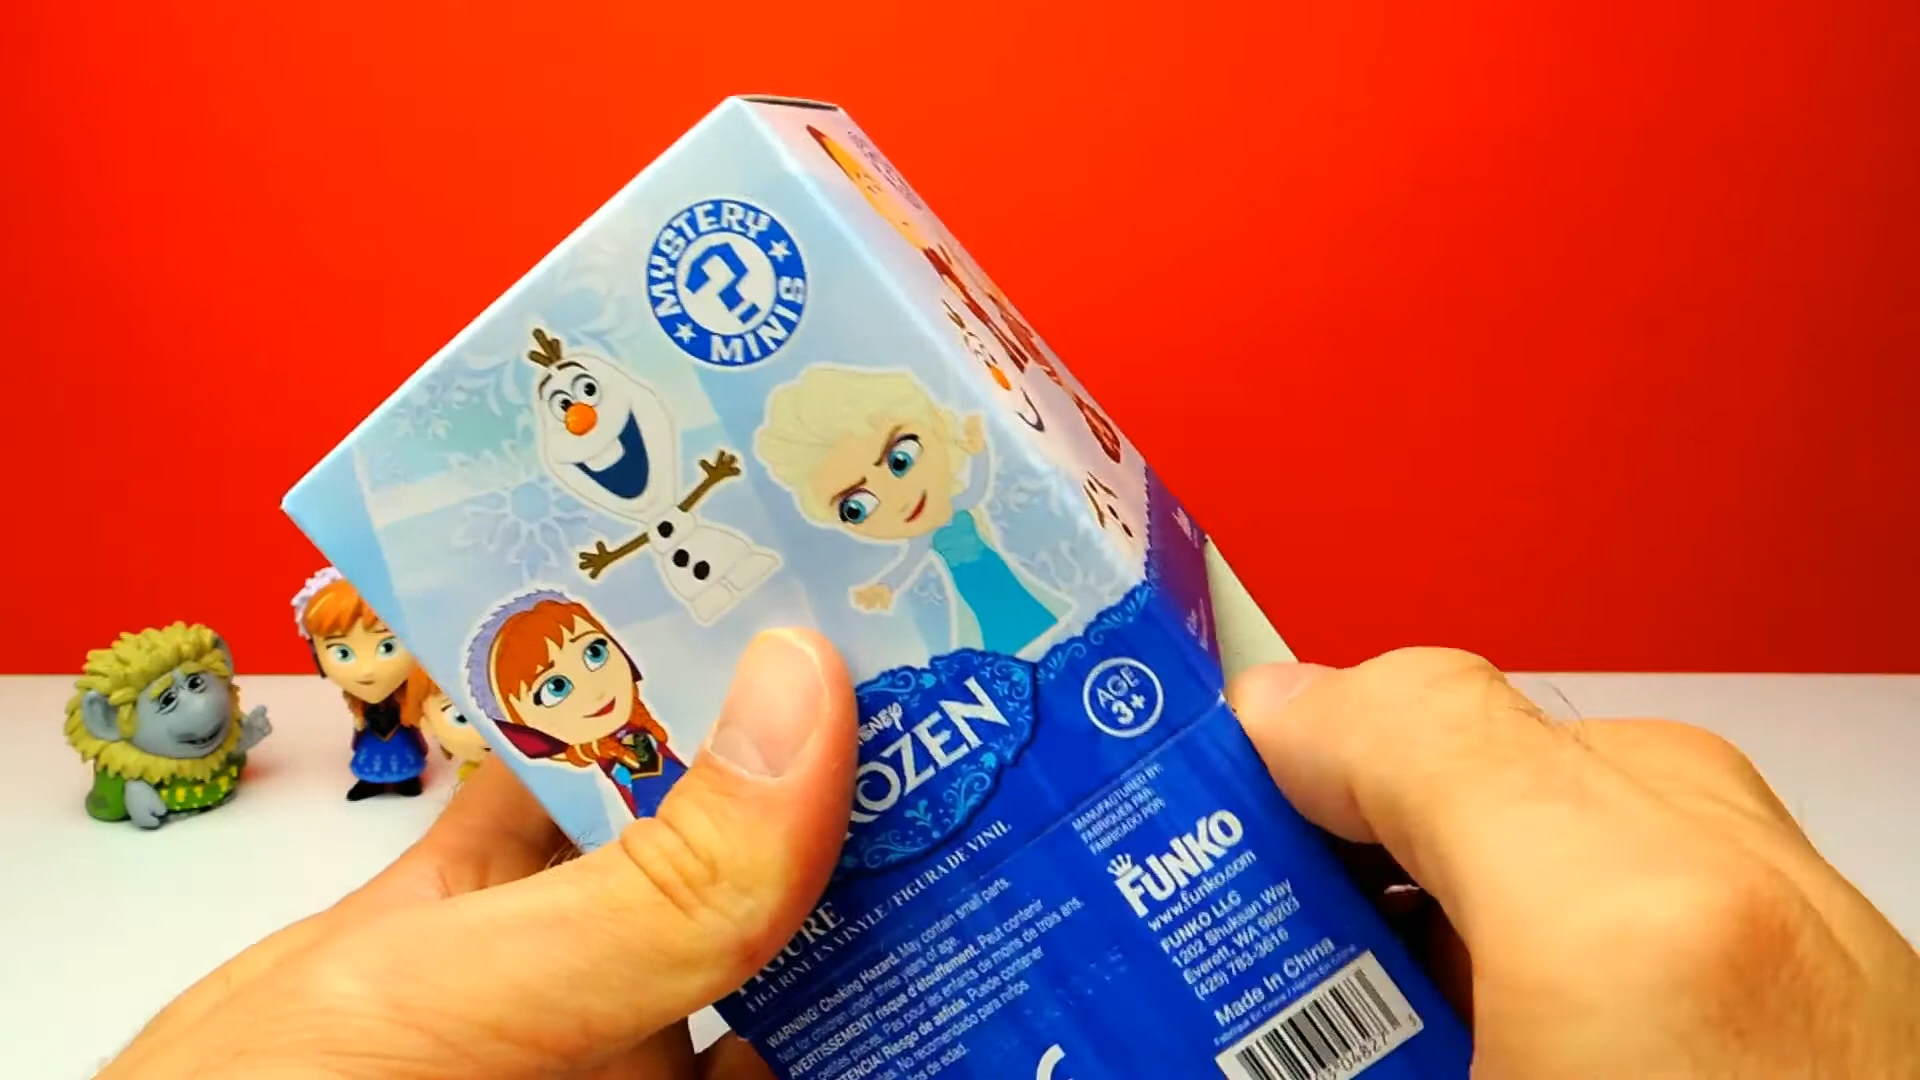 MYSTERY
?
MINIS
DISNEY
FROZEN
AGE
3+
FIGURE
FIGURINE EN VINYLE/FIGURA DE VINIL
WARNING! Choking Hazard. May contain small parts.
Not for children under three years of age.
AVERTISSEMENT! risque d'étouffement. Peut contenir
petites pièces. Pas pour les enfants de moins de trois ans.
Riesgo de asfixia. Puede contener
No recomendado para niños
de edad.
MANUFACTURED BY:
FABRIQUÉS PAR:
FABRICADO POR:
FUNKO
www.funko.com
FUNKO LLC
1202 Shuksan Way
Everett, WA 98203
(425) 783-3616
Made In China